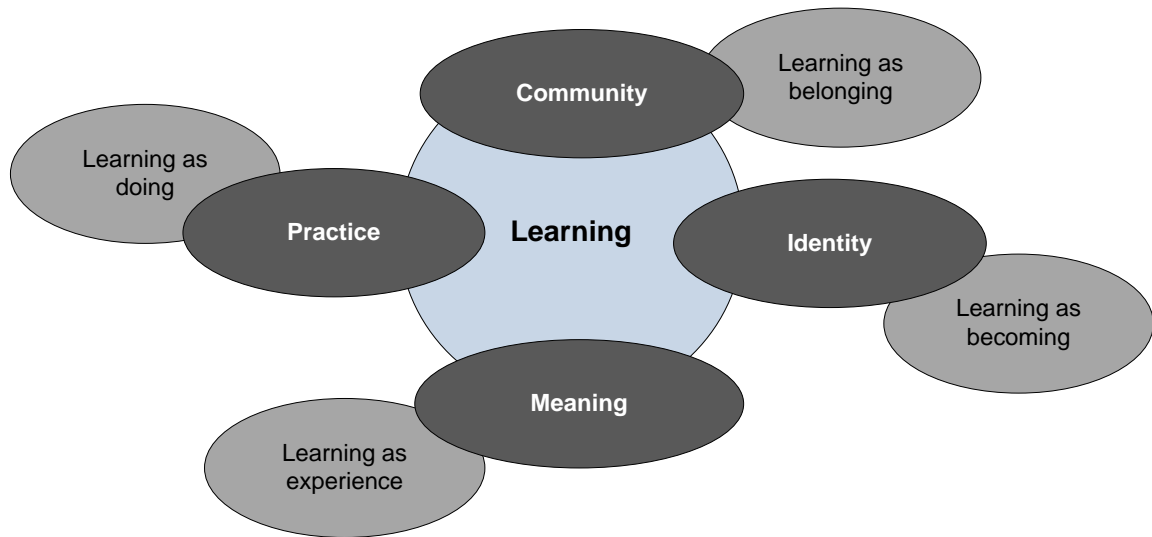 Community
Learning as
belonging
Learning as
doing
Practice
Learning
Identity
Learning as
becoming
Meaning
Learning as
experience